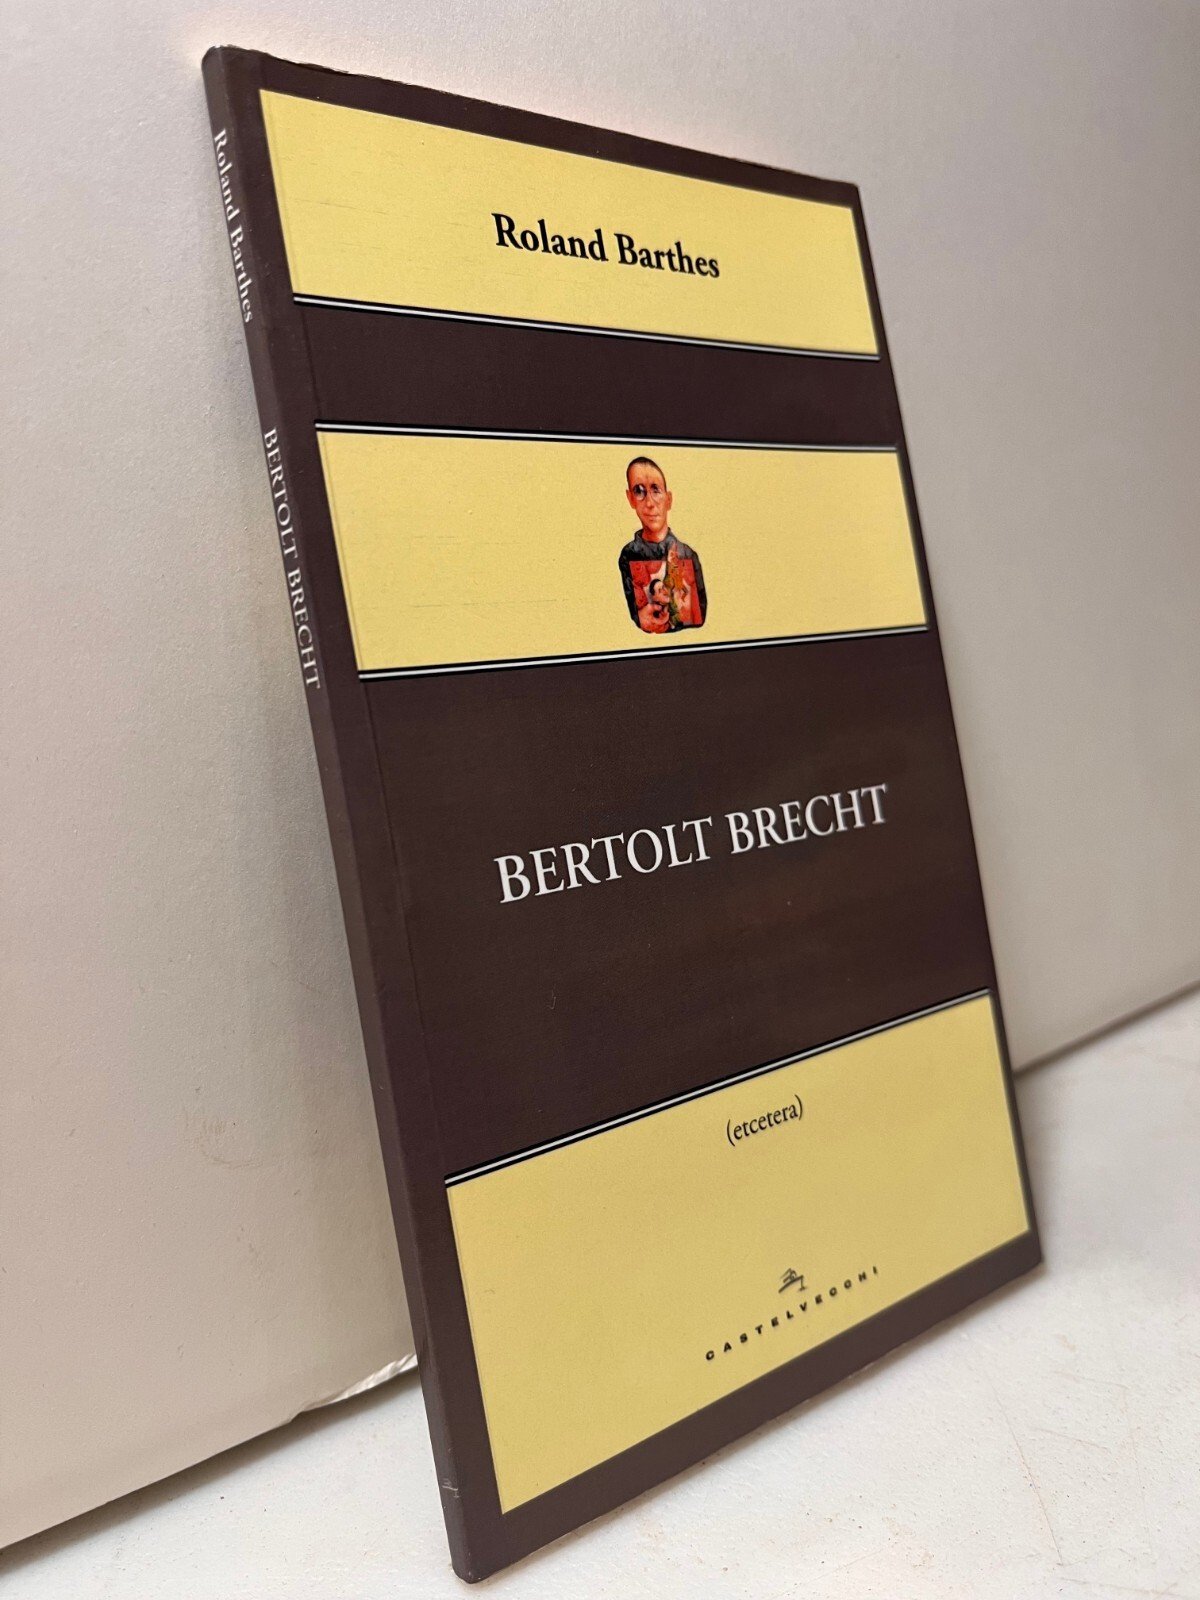 Roland Barthes
BERTOLT BRECHT
(etcetera)
CASTELVECCHI
Roland Barthes
BERTOLT BRECHT